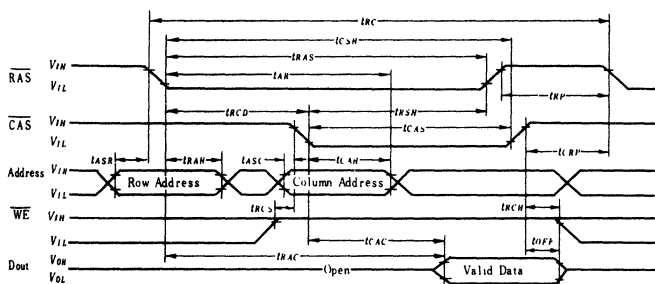 tRC
tCSH
tRAS
tAR
RAS VIH
VIL
tRP
tRCD
tRSH
CAS VIH
VIL
tCAS
tCRP
tASR
tRAH
tASC
tCAH
Address VIH
VIL
Row Address
Column Address
WE VIH
VIL
tRCS
tRCH
tCAC
tOFF
tRAC
Dout VOH
VOL
Open
Valid Data